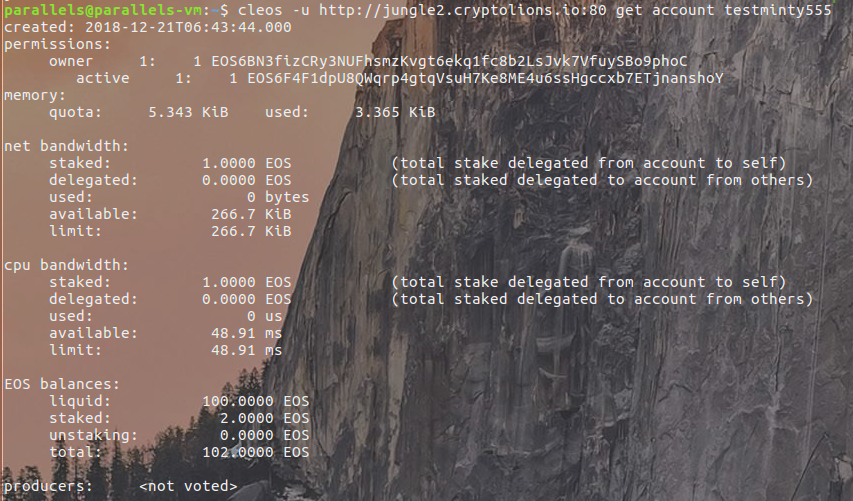 parallels@parallels-vm:~$ cleos -u http://jungle2.cryptolions.io:80 get account testminty555
created: 2018-12-21T06:43:44.000
permissions:
owner 1: 1 EOS6BN3fizCRy3NUFhsmzKvgt6ekq1fc8b2LsJvk7VfuySBo9phoC
active 1: 1 EOS6F4F1dpU8QWqrp4gtqVsuH7Ke8ME4u6ssHgccxb7ETjnanshoY
memory:
quota: 5.343 KiB used: 3.365 KiB
net bandwidth:
staked: 1.0000 EOS (total stake delegated from account to self)
delegated: 0.0000 EOS (total staked delegated to account from others)
used: 0 bytes
available: 266.7 KiB
limit: 266.7 KiB
cpu bandwidth:
staked: 1.0000 EOS (total stake delegated from account to self)
delegated: 0.0000 EOS (total staked delegated to account from others)
used: 0 us
available: 48.91 ms
limit: 48.91 ms
EOS balances:
liquid: 100.0000 EOS
staked: 2.0000 EOS
unstaking: 0.0000 EOS
total: 102.0000 EOS
producers: <not voted>